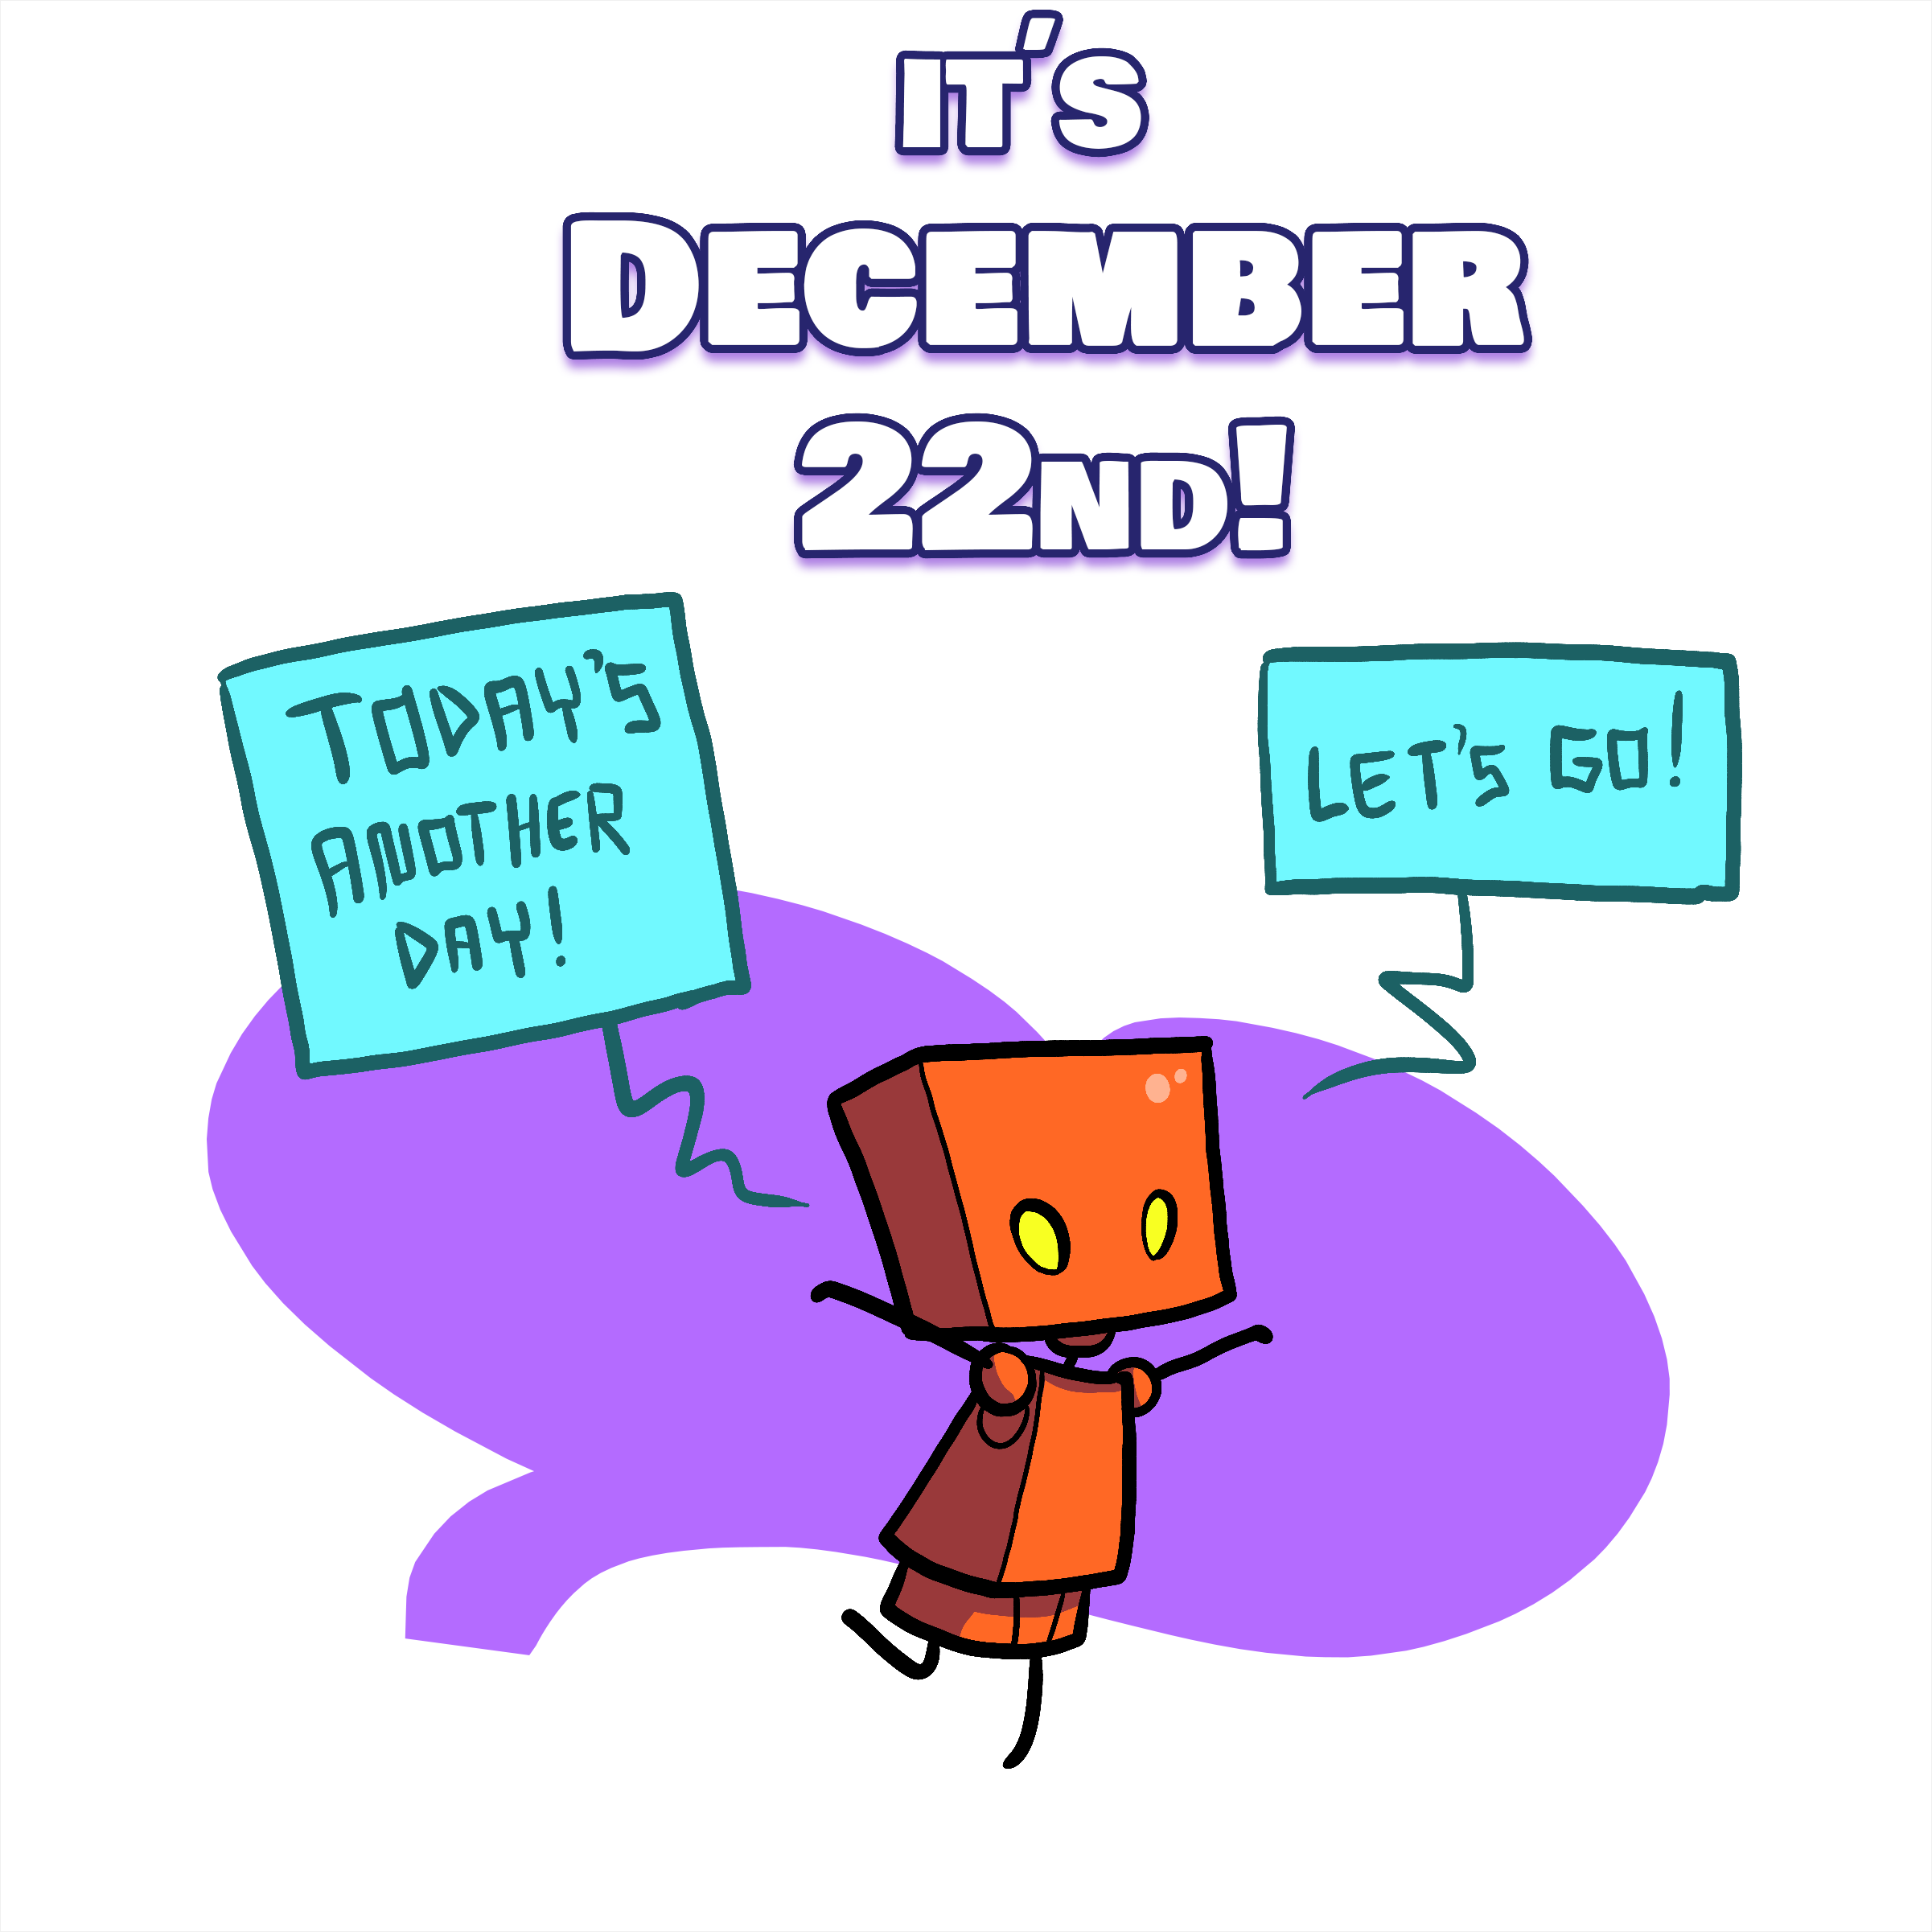 IT'S
DECEMBER
22ND!
TODAY'S
ANOTHER
DAY!
LET'S GO!